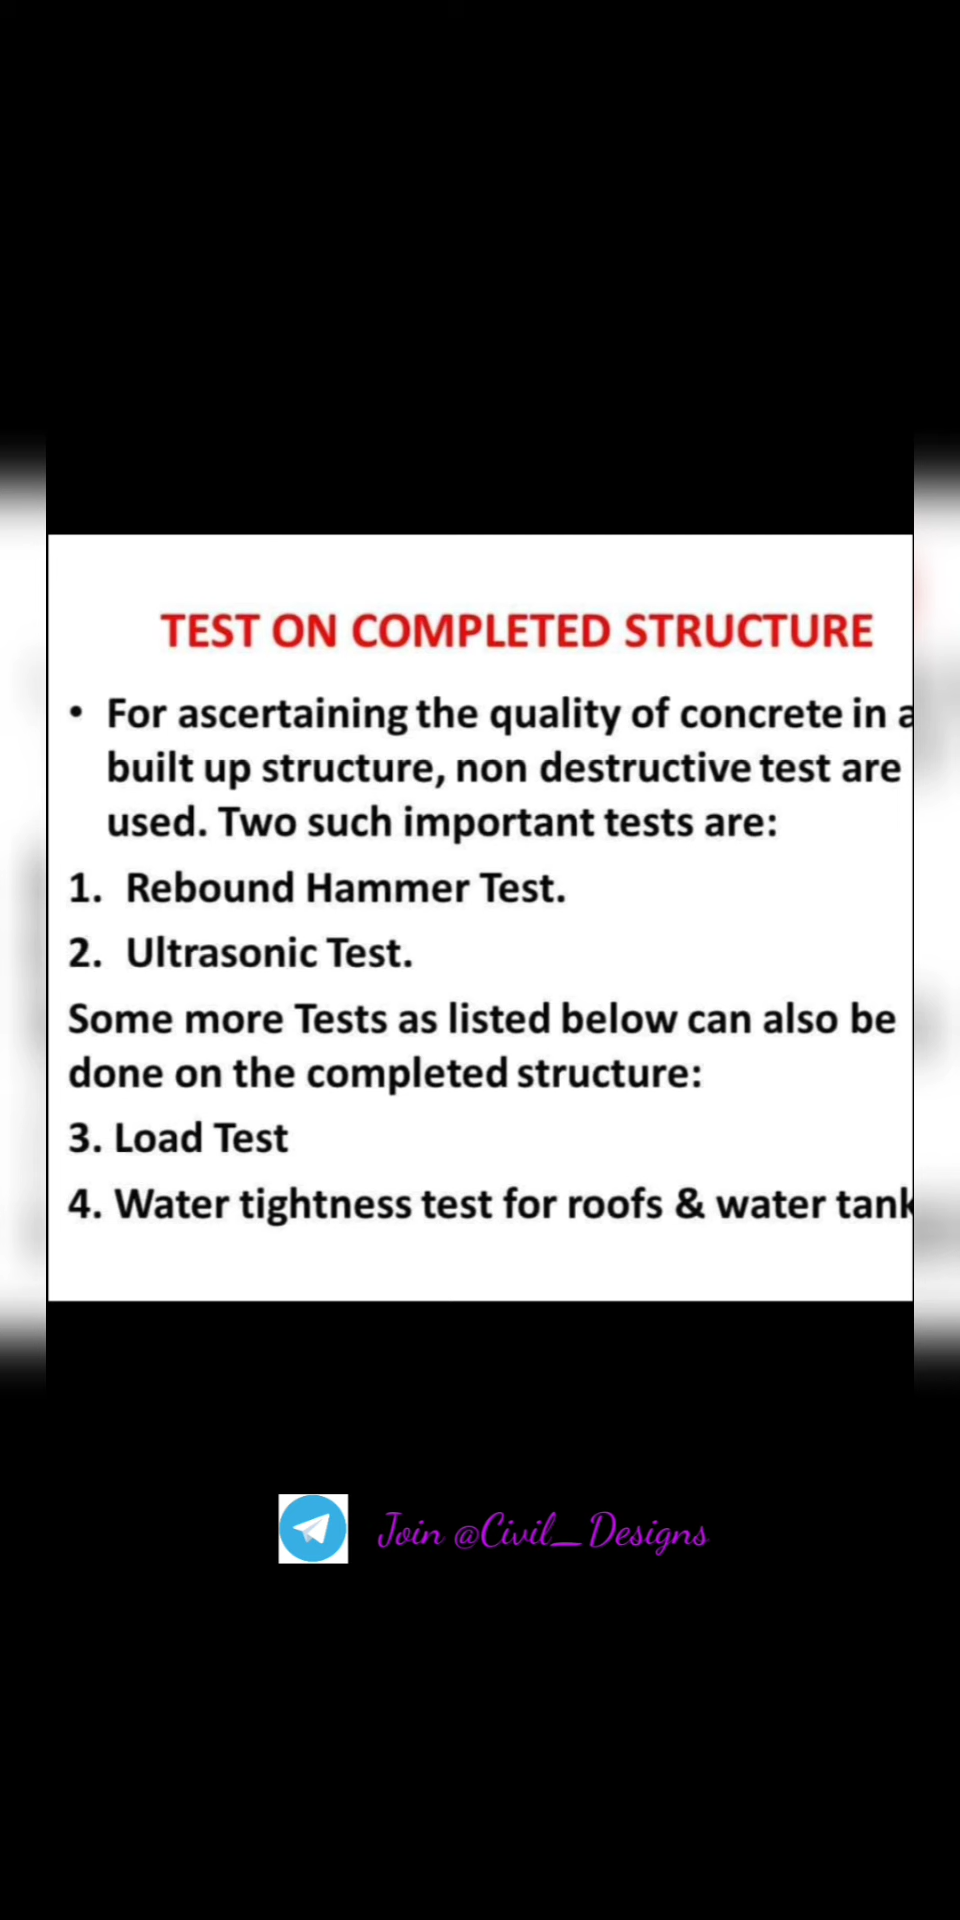 TEST ON COMPLETED STRUCTURE
• For ascertaining the quality of concrete in a
built up structure, non destructive test are
used. Two such important tests are:
1. Rebound Hammer Test.
2. Ultrasonic Test.
Some more Tests as listed below can also be
done on the completed structure:
3. Load Test
4. Water tightness test for roofs & water tank
Join @Civil_Designs